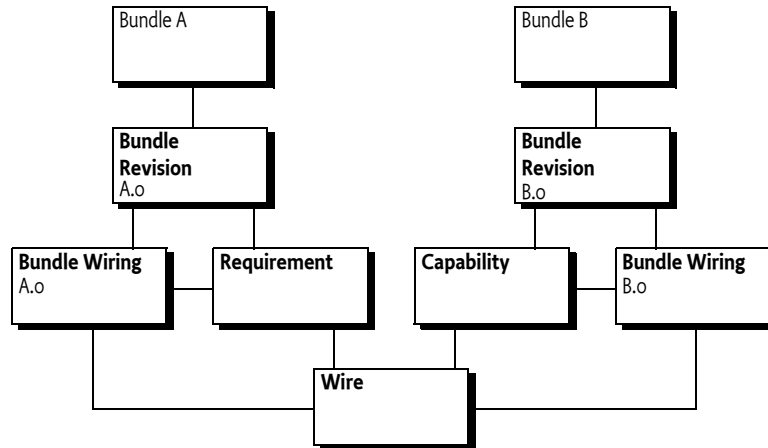 Bundle A
Bundle B
Bundle
Revision
A.0
Bundle
Revision
B.0
Bundle Wiring
A.0
Requirement
Capability
Bundle Wiring
B.0
Wire